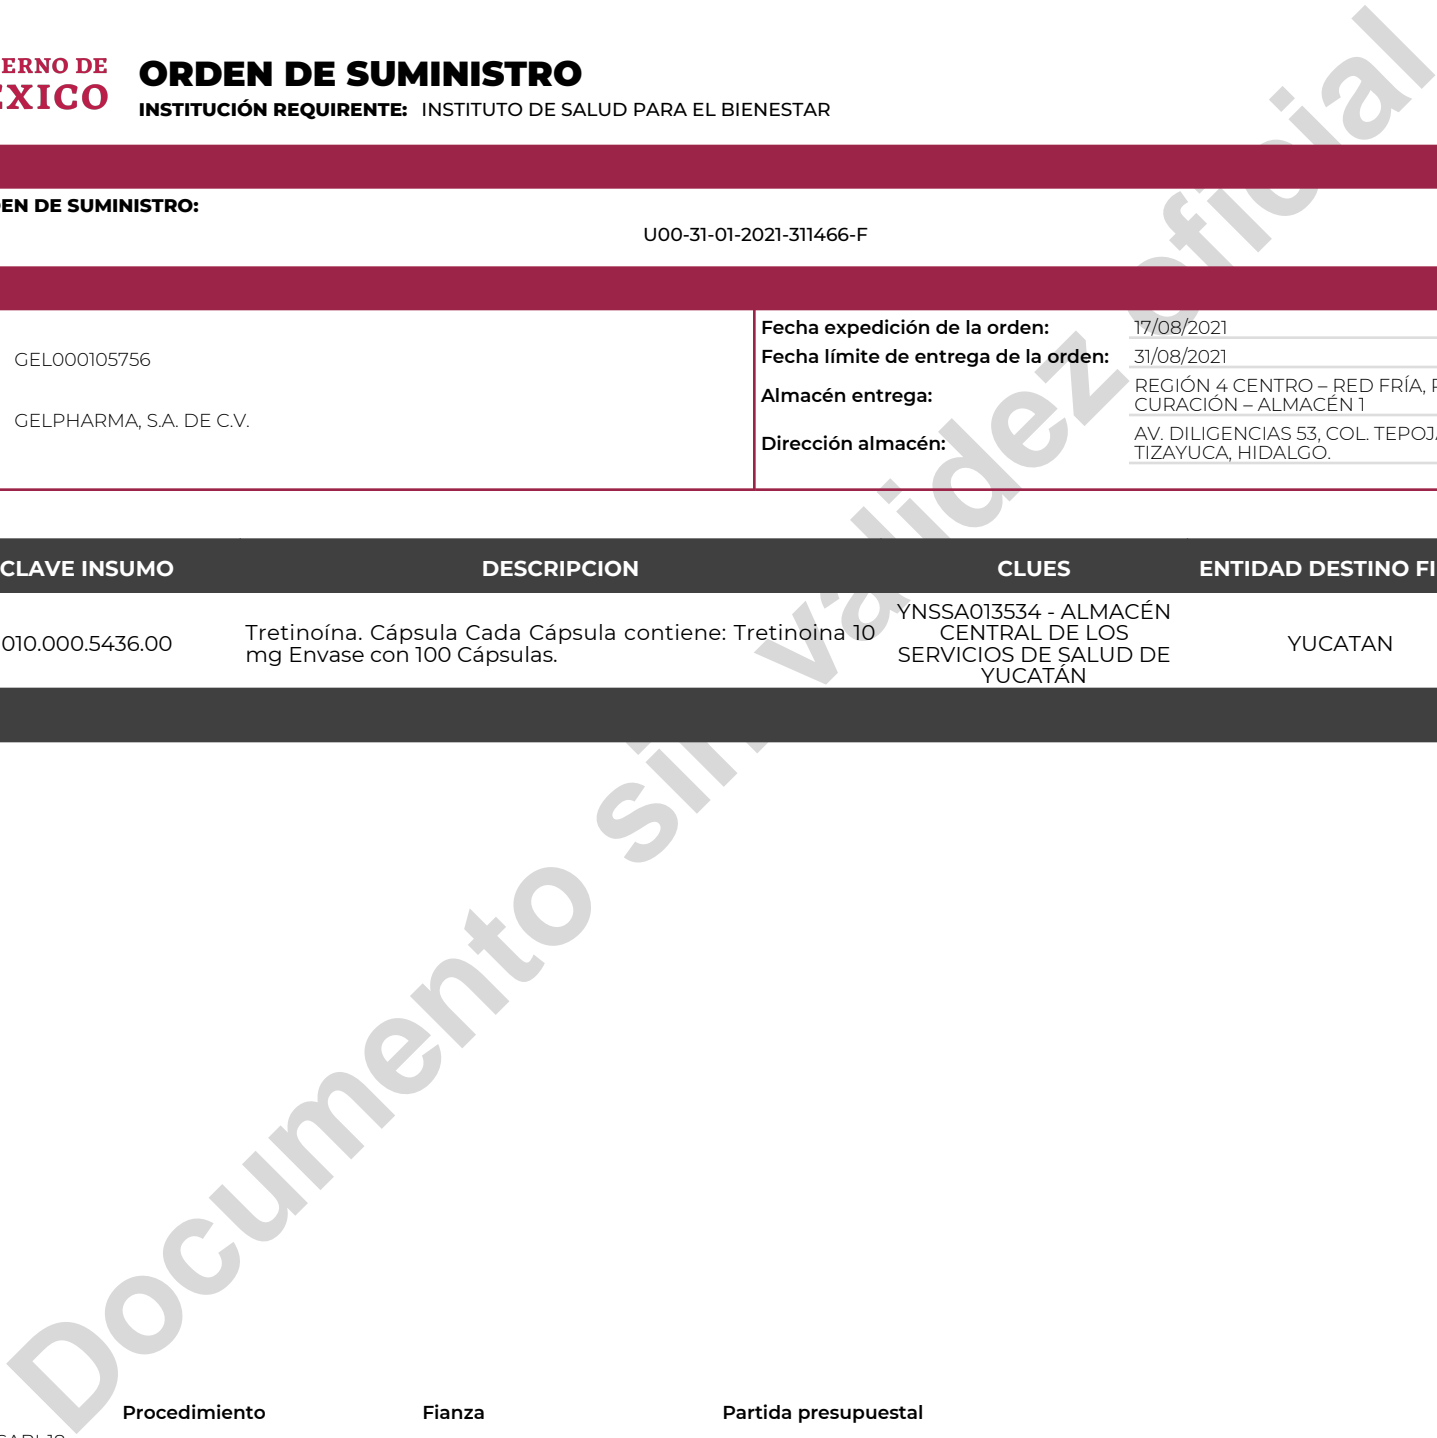 ERNO DE
EXICO
ORDEN DE SUMINISTRO
INSTITUCIÓN REQUIRENTE: INSTITUTO DE SALUD PARA EL BIENESTAR
EN DE SUMINISTRO:
U00-31-01-2021-311466-F
GEL000105756
GELPHARMA, S.A. DE C.V.
Fecha expedición de la orden: 17/08/2021
Fecha límite de entrega de la orden: 31/08/2021
Almacén entrega: REGIÓN 4 CENTRO – RED FRÍA,
CURACIÓN – ALMACÉN 1
Dirección almacén: AV. DILIGENCIAS 53, COL. TEPOJA
TIZAYUCA, HIDALGO.
CLAVE INSUMO DESCRIPCION CLUES ENTIDAD DESTINO FI
010.000.5436.00
Tretinoína. Cápsula Cada Cápsula contiene: Tretinoina 10
mg Envase con 100 Cápsulas.
YNSSA013534 - ALMACÉN
CENTRAL DE LOS
SERVICIOS DE SALUD DE
YUCATÁN
YUCATAN
Documento sin validez oficial
Procedimiento Fianza Partida presupuestal